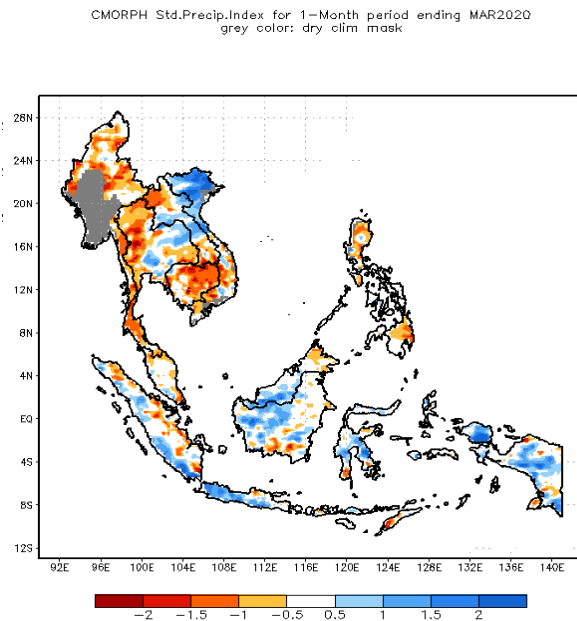 CMORPH Std.Precip.Index for 1-Month period ending MAR2020
grey color: dry clim mask
28N
24N
20N
16N
12N
8N
4N
EQ
4S
8S
12S
92E 96E 100E 104E 108E 112E 116E 120E 124E 128E 132E 136E 140E
-2 -1.5 -1 -0.5 0.5 1 1.5 2